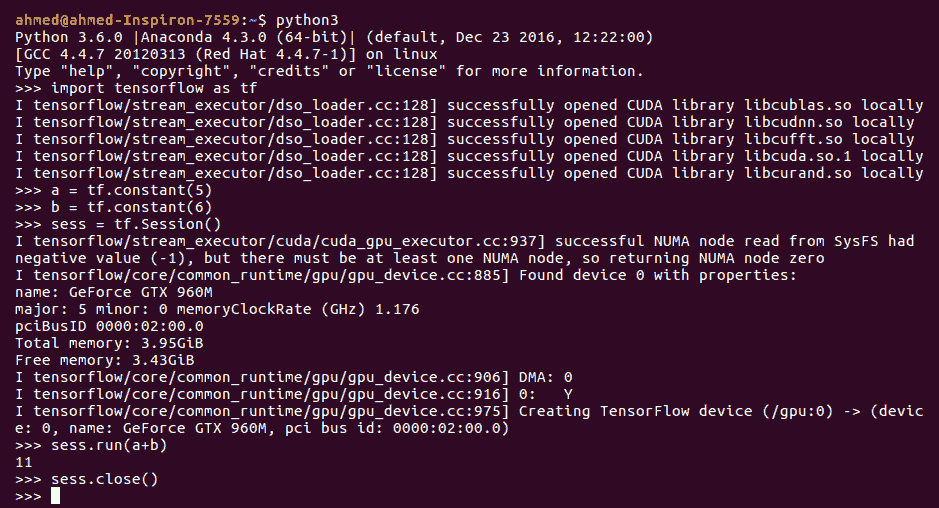 ahmed@ahmed-Inspiron-7559:~$ python3
Python 3.6.0 |Anaconda 4.3.0 (64-bit)| (default, Dec 23 2016, 12:22:00)
[GCC 4.4.7 20120313 (Red Hat 4.4.7-1)] on linux
Type "help", "copyright", "credits" or "license" for more information.
>>> import tensorflow as tf
I tensorflow/stream_executor/dso_loader.cc:128] successfully opened CUDA library libcublas.so locally
I tensorflow/stream_executor/dso_loader.cc:128] successfully opened CUDA library libcudnn.so locally
I tensorflow/stream_executor/dso_loader.cc:128] successfully opened CUDA library libcufft.so locally
I tensorflow/stream_executor/dso_loader.cc:128] successfully opened CUDA library libcuda.so.1 locally
I tensorflow/stream_executor/dso_loader.cc:128] successfully opened CUDA library libcurand.so locally
>>> a = tf.constant(5)
>>> b = tf.constant(6)
>>> sess = tf.Session()
I tensorflow/stream_executor/cuda/cuda_gpu_executor.cc:937] successful NUMA node read from SysFS had
negative value (-1), but there must be at least one NUMA node, so returning NUMA node zero
I tensorflow/core/common_runtime/gpu/gpu_device.cc:885] Found device 0 with properties:
name: GeForce GTX 960M
major: 5 minor: 0 memoryClockRate (GHz) 1.176
pciBusID 0000:02:00.0
Total memory: 3.95GiB
Free memory: 3.43GiB
I tensorflow/core/common_runtime/gpu/gpu_device.cc:906] DMA: 0
I tensorflow/core/common_runtime/gpu/gpu_device.cc:916] 0:   Y
I tensorflow/core/common_runtime/gpu/gpu_device.cc:975] Creating TensorFlow device (/gpu:0) -> (devic
e: 0, name: GeForce GTX 960M, pci bus id: 0000:02:00.0)
>>> sess.run(a+b)
11
>>> sess.close()
>>>